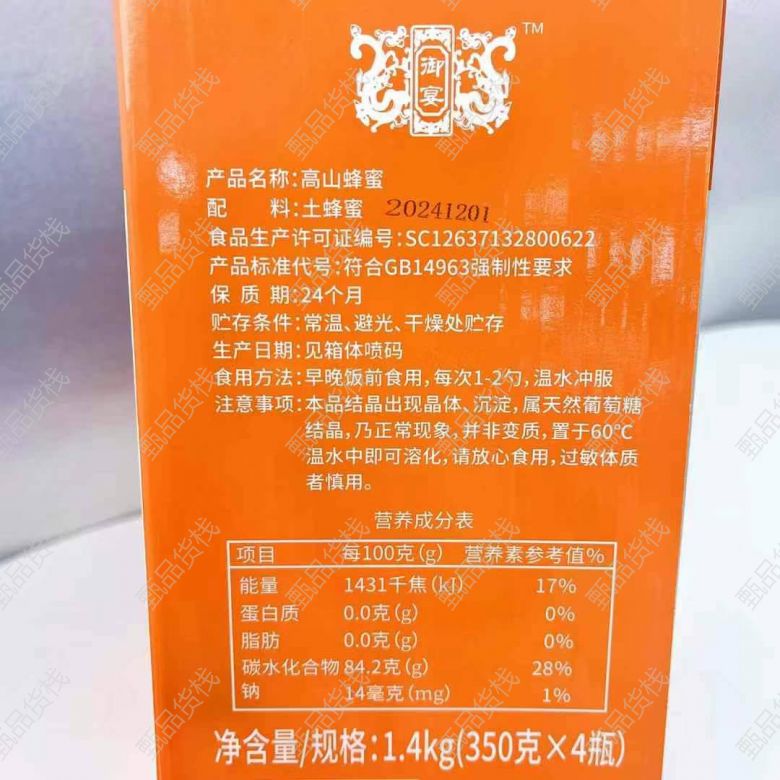 御宴 TM
产品名称:高山蜂蜜
配 料:土蜂蜜 20241201
食品生产许可证编号:SC12637132800622
产品标准代号:符合GB14963强制性要求
保 质 期:24个月
贮存条件:常温、避光、干燥处贮存
生产日期:见箱体喷码
食用方法:早晚饭前食用,每次1-2勺,温水冲服
注意事项:本品结晶出现晶体、沉淀,属天然葡萄糖
结晶,乃正常现象,并非变质,置于60℃
温水中即可溶化,请放心食用,过敏体质
者慎用。
营养成分表
项目 每100克(g) 营养素参考值%
能量 1431千焦(kJ) 17%
蛋白质 0.0克(g) 0%
脂肪 0.0克(g) 0%
碳水化合物 84.2克(g) 28%
钠 14毫克(mg) 1%
净含量/规格:1.4kg(350克×4瓶)
甄品货栈